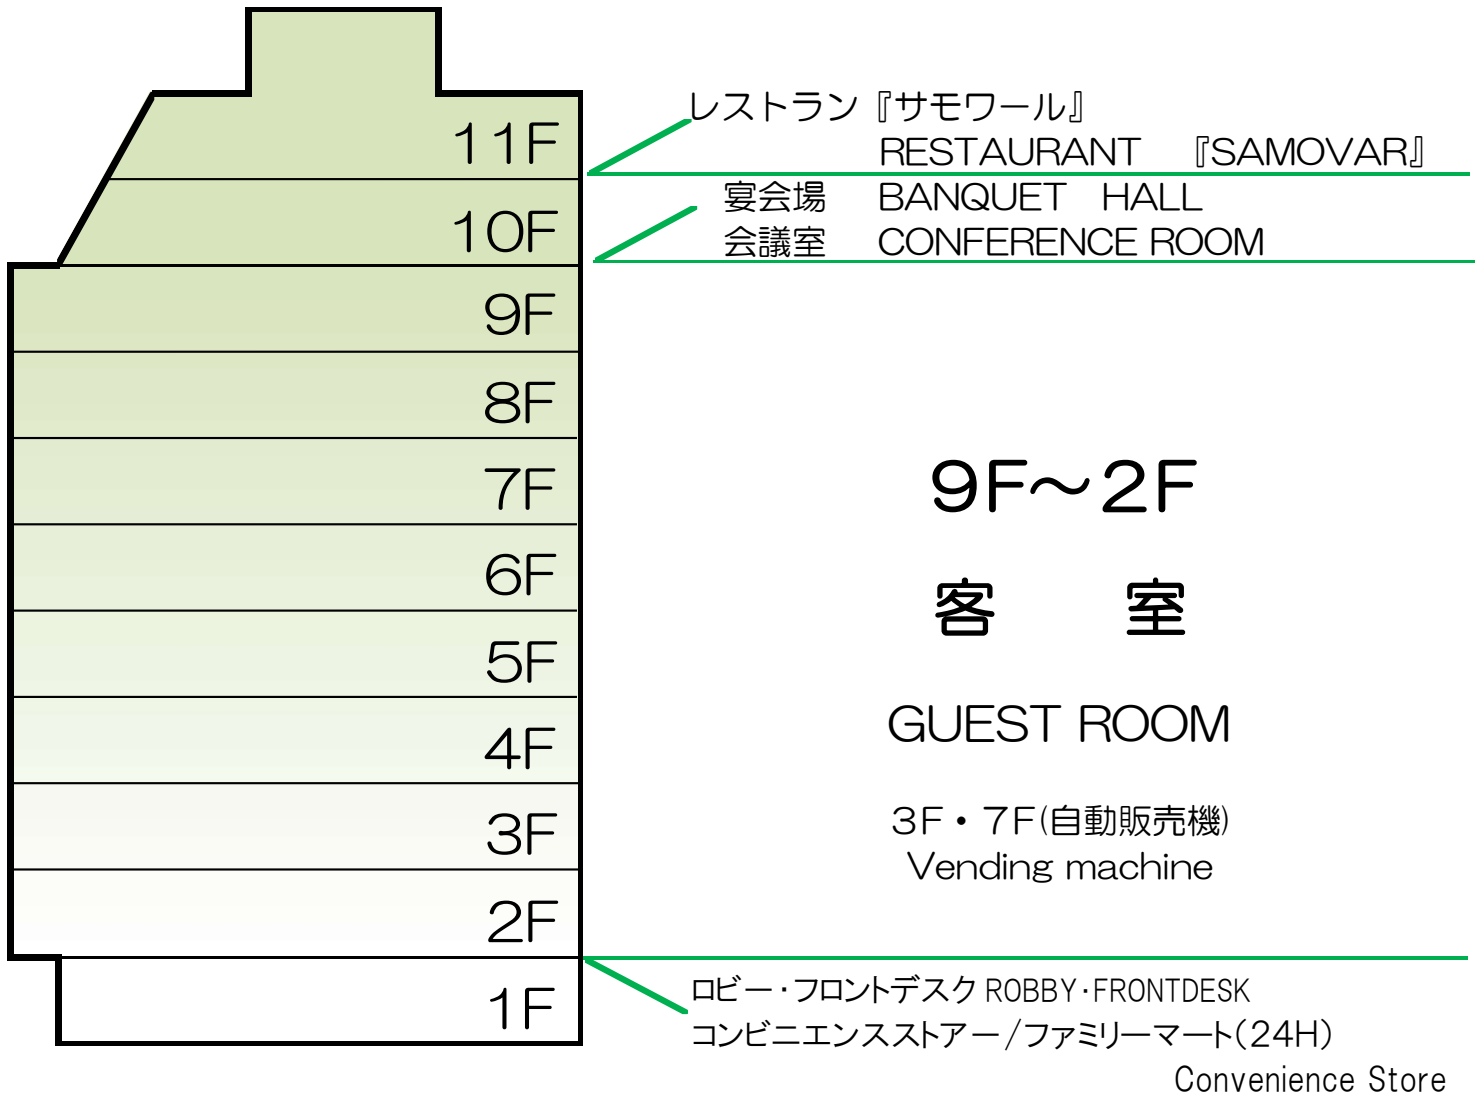 11F
レストラン『サモワール』
RESTAURANT 『SAMOVAR』
10F
宴会場 BANQUET HALL
会議室 CONFERENCE ROOM
9F
8F
7F
6F
5F
4F
3F
2F
9F～2F
客 室
GUEST ROOM
3F・7F(自動販売機)
Vending machine
1F
ロビー・フロントデスク ROBBY・FRONTDESK
コンビニエンスストアー/ファミリーマート(24H)
Convenience Store